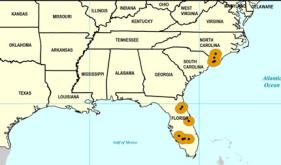 ILLINOIS
INDIANA
OHIO
MARYLAND
DELAWARE
KANSAS
MISSOURI
WEST
VIRGINIA
VIRGINIA
KENTUCKY
TENNESSEE
NORTH
CAROLINA
OKLAHOMA
ARKANSAS
SOUTH
CAROLINA
MISSISSIPPI
ALABAMA
GEORGIA
Atlantic
Ocean
TEXAS
LOUISIANA
FLORIDA
Gulf of Mexico